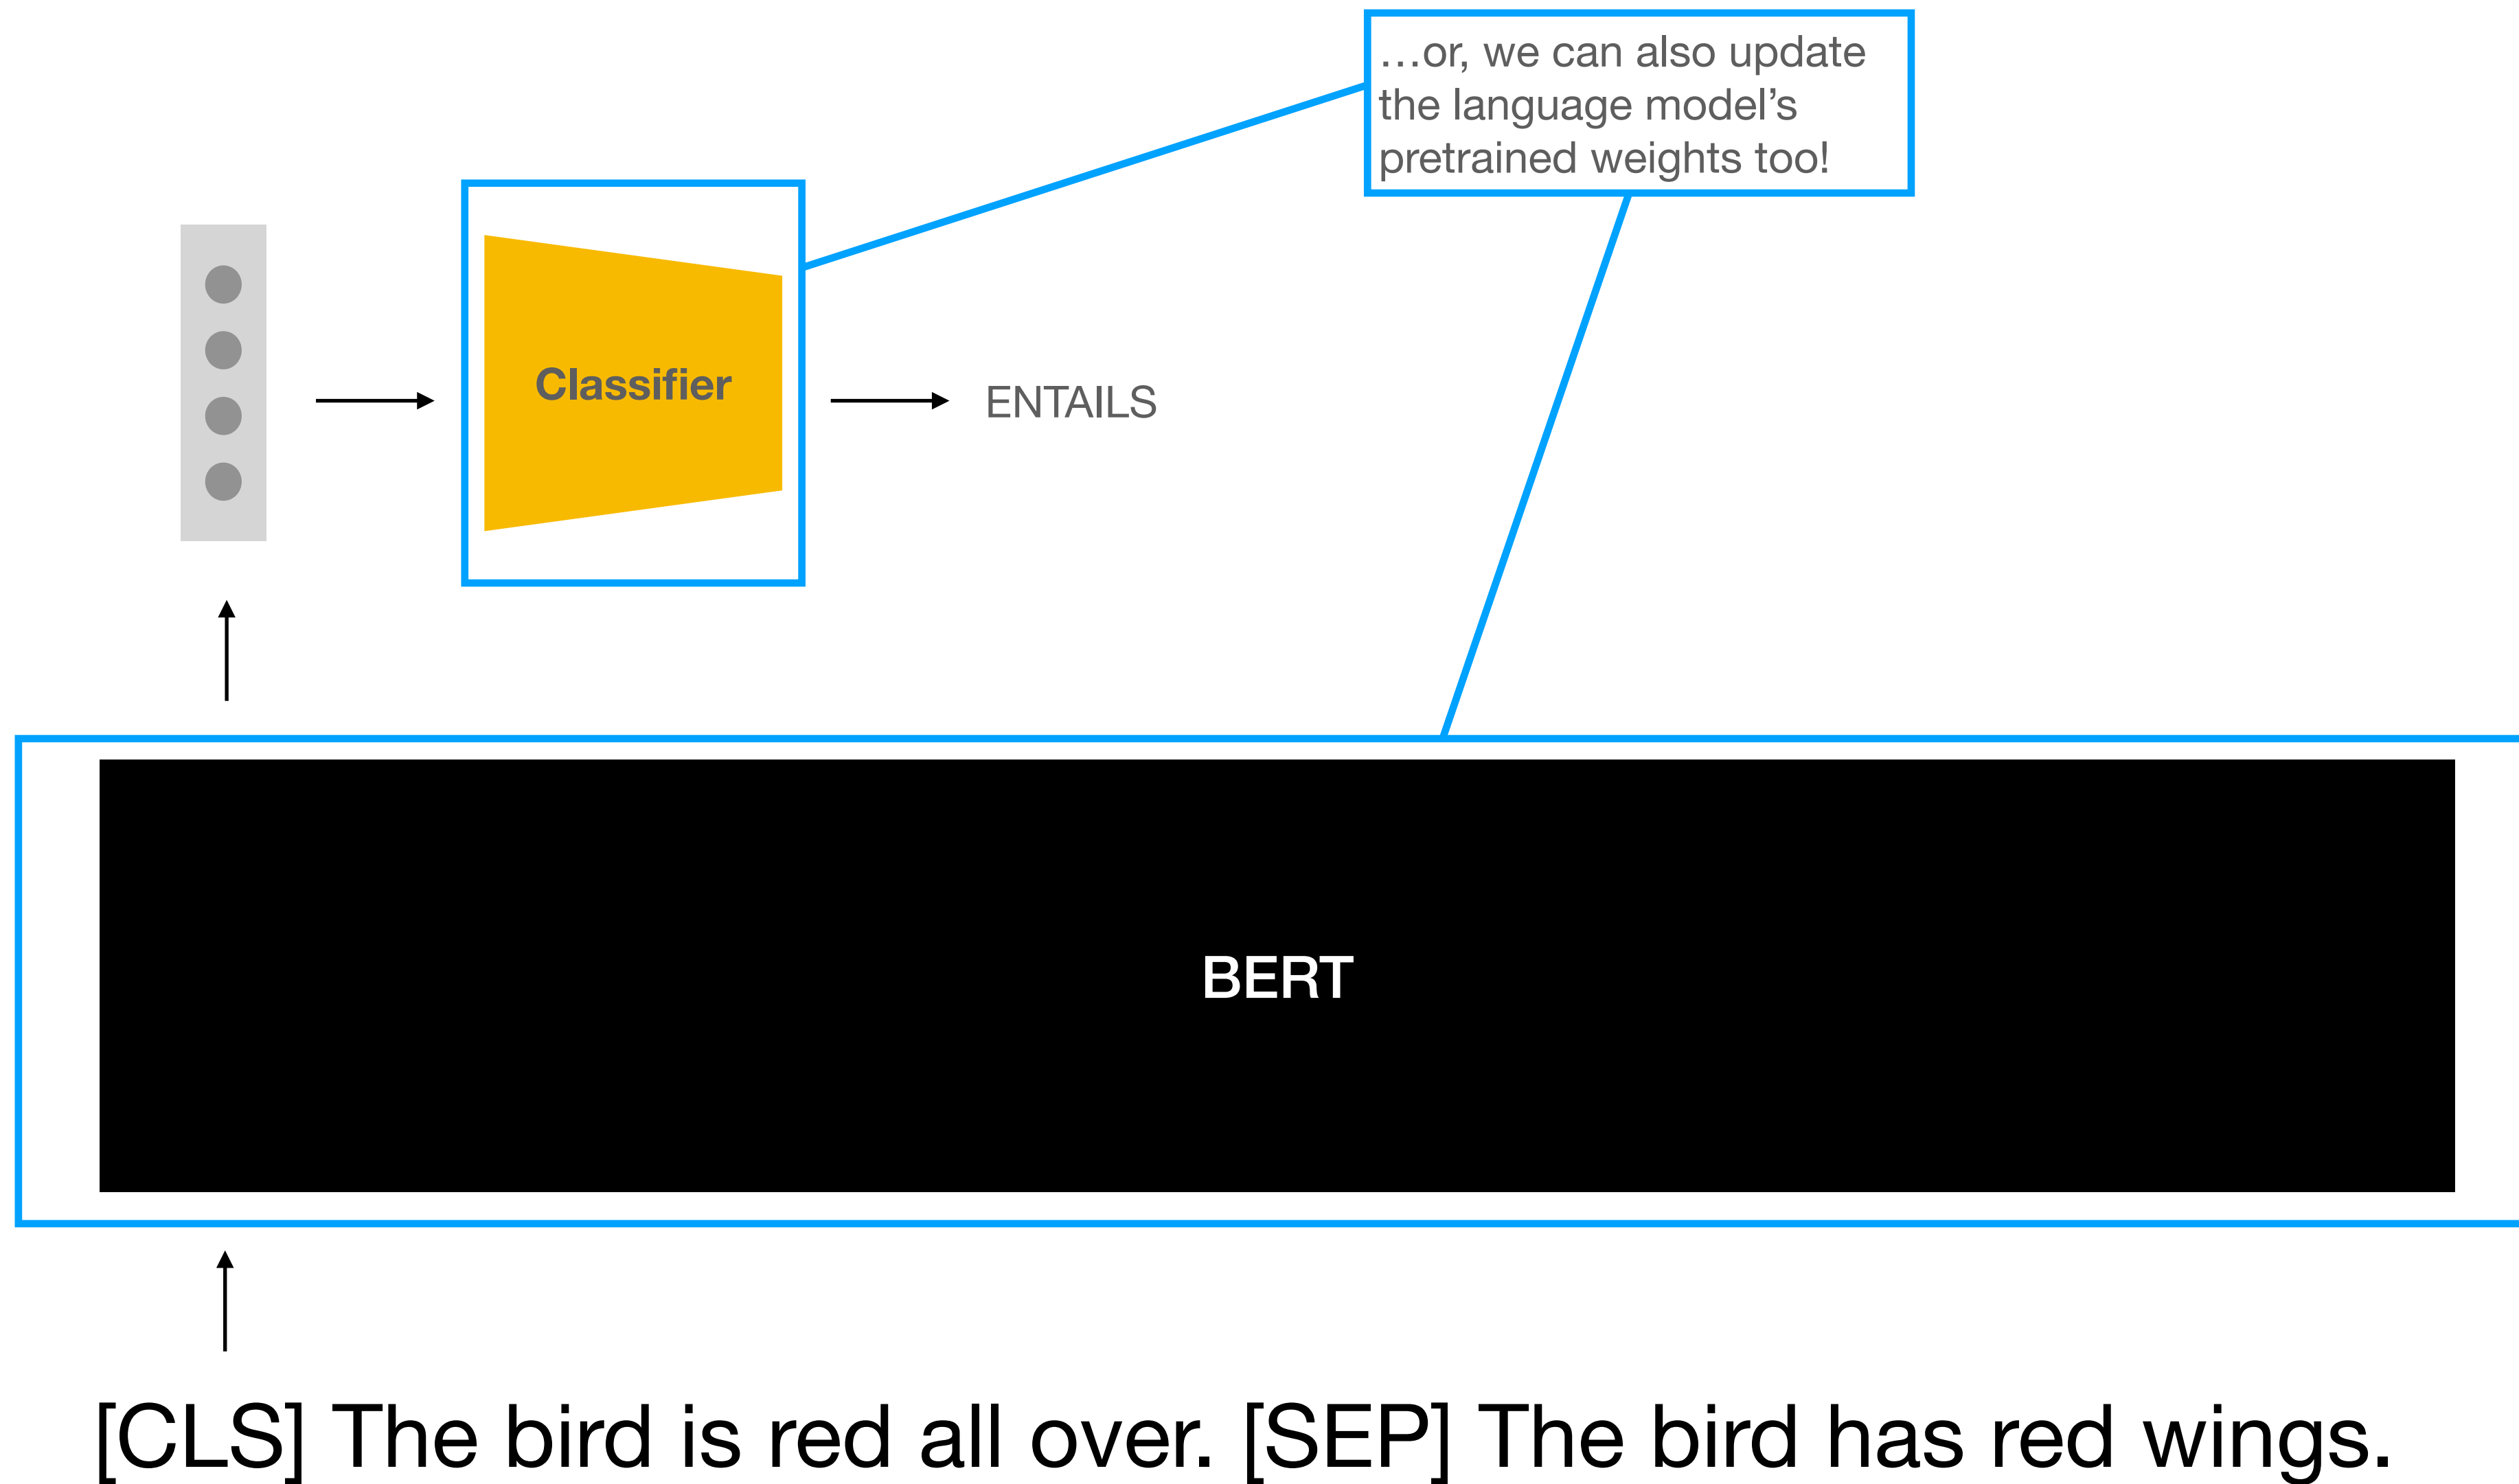 …or, we can also update
the language model’s
pretrained weights too!
Classifier
ENTAILS
BERT
[CLS] The bird is red all over. [SEP] The bird has red wings.